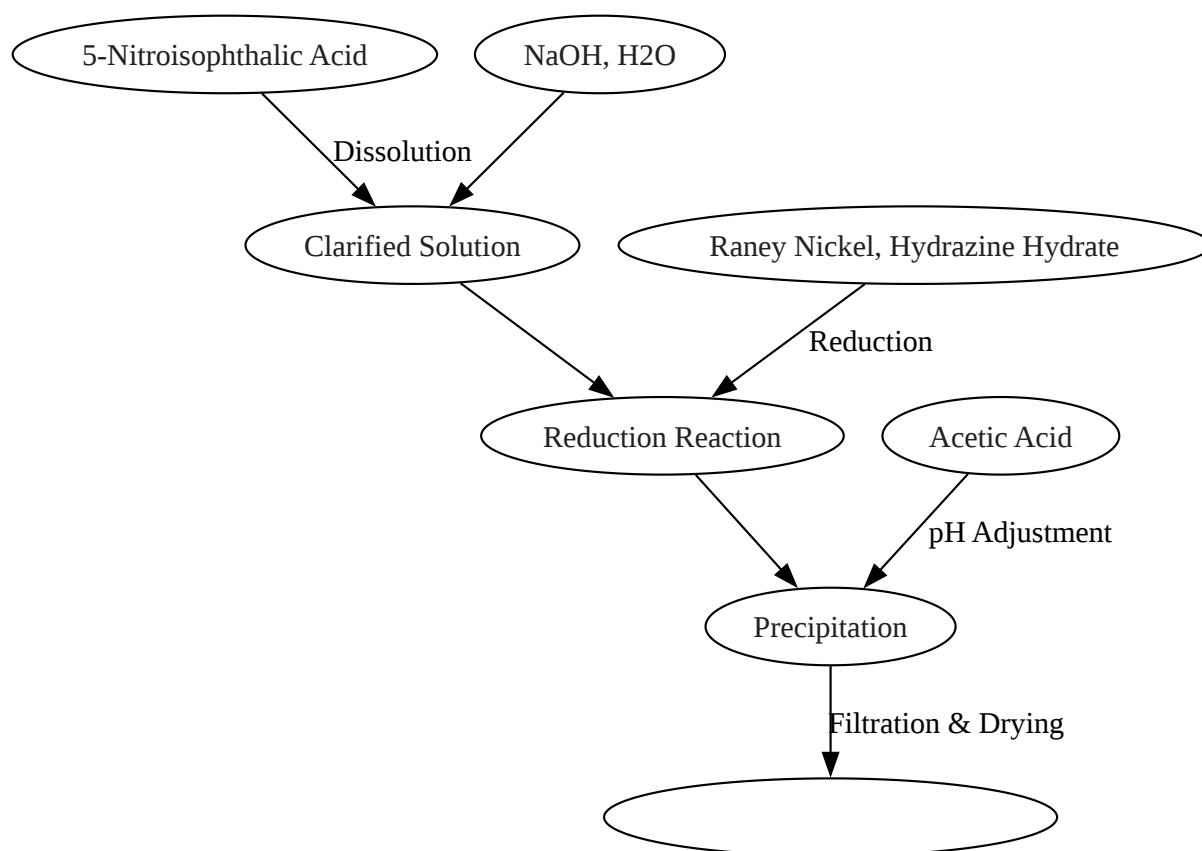 5-Nitroisophthalic Acid
NaOH, H2O
Dissolution
Clarified Solution
Raney Nickel, Hydrazine Hydrate
Reduction
Reduction Reaction
Acetic Acid
pH Adjustment
Precipitation
Filtration & Drying